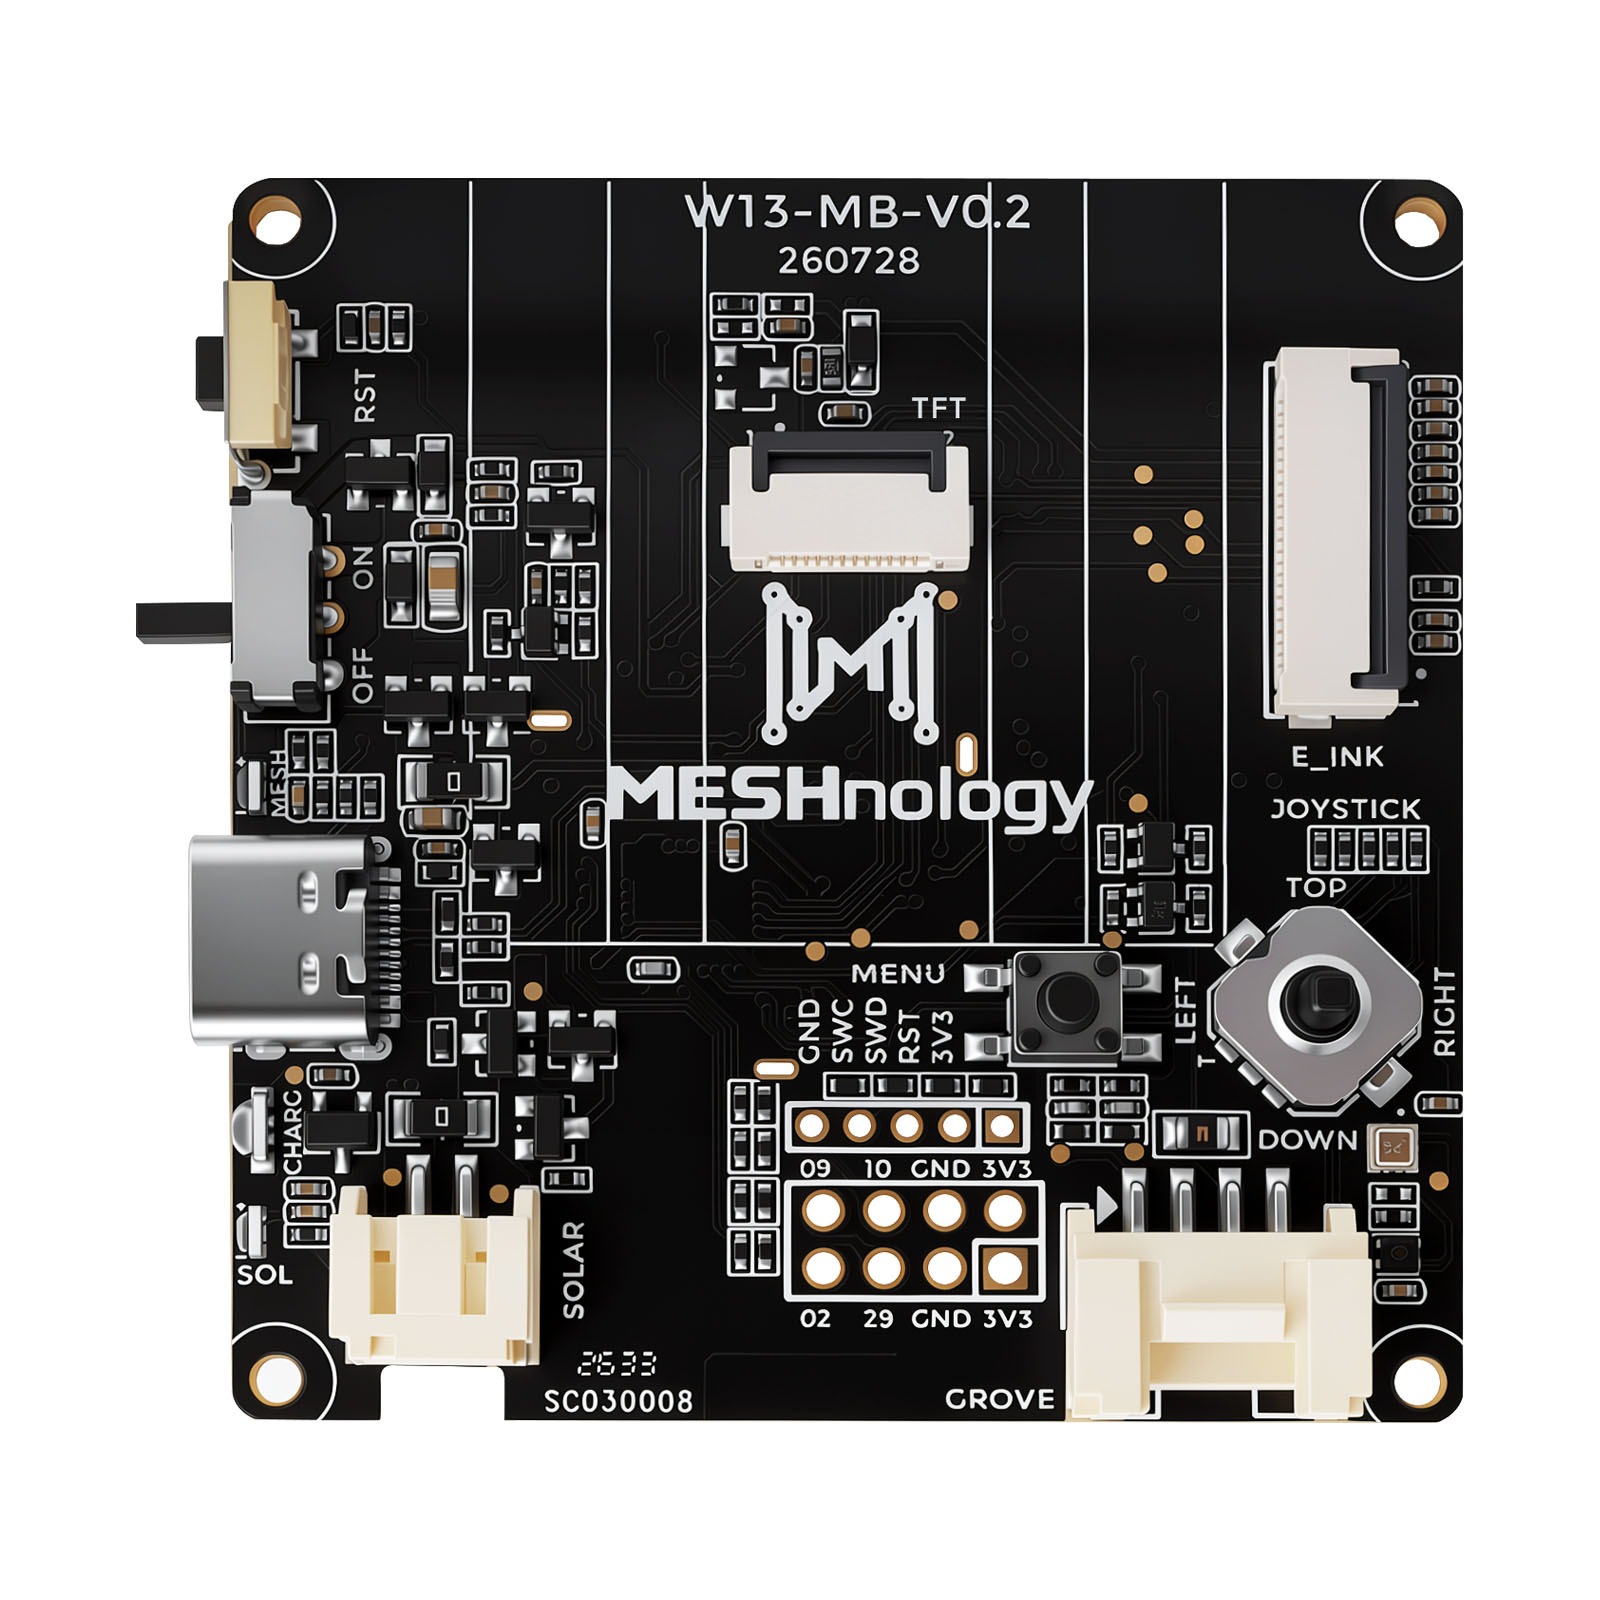 W13-MB-V0.2
260728
RST
TFT
ON
OFF
E_INK
MESH
MESHnology
JOYSTICK
TOP
MENU
LEFT
RIGHT
GND
SWC
SWD
RST
3V3
T
CHARG
DOWN
09 10 GND 3V3
SOLAR
SOL
02 29 GND 3V3
2633
SC030008
GROVE